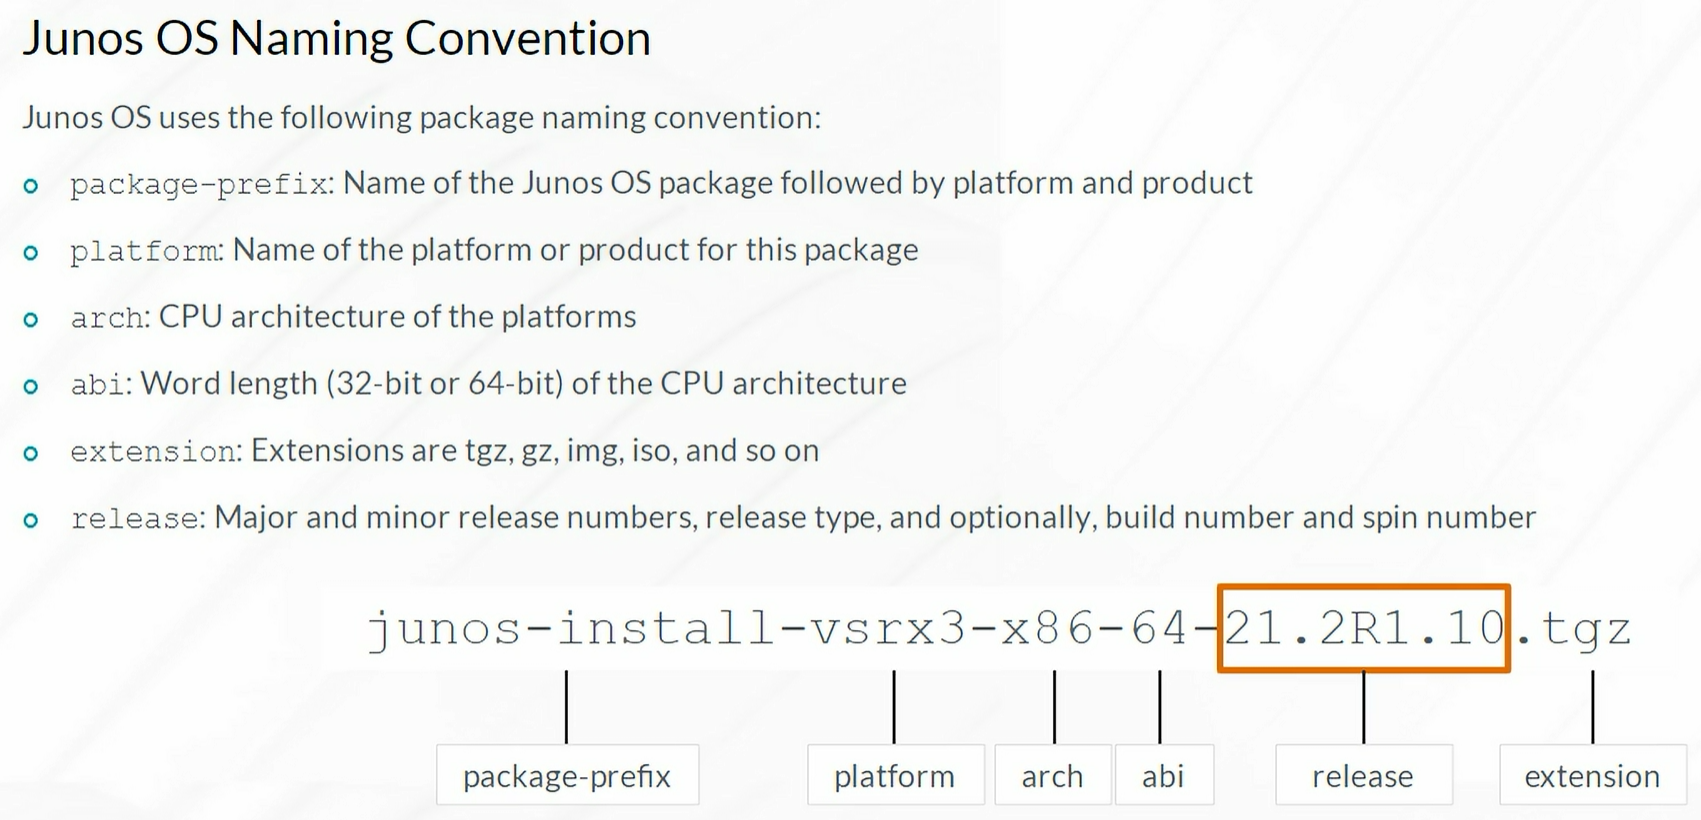 Junos OS Naming Convention
Junos OS uses the following package naming convention:
package-prefix: Name of the Junos OS package followed by platform and product
platform: Name of the platform or product for this package
arch: CPU architecture of the platforms
abi: Word length (32-bit or 64-bit) of the CPU architecture
extension: Extensions are tgz, gz, img, iso, and so on
release: Major and minor release numbers, release type, and optionally, build number and spin number
junos-install-vsrx3-x86-64-21.2R1.10.tgz
package-prefix platform arch abi release extension